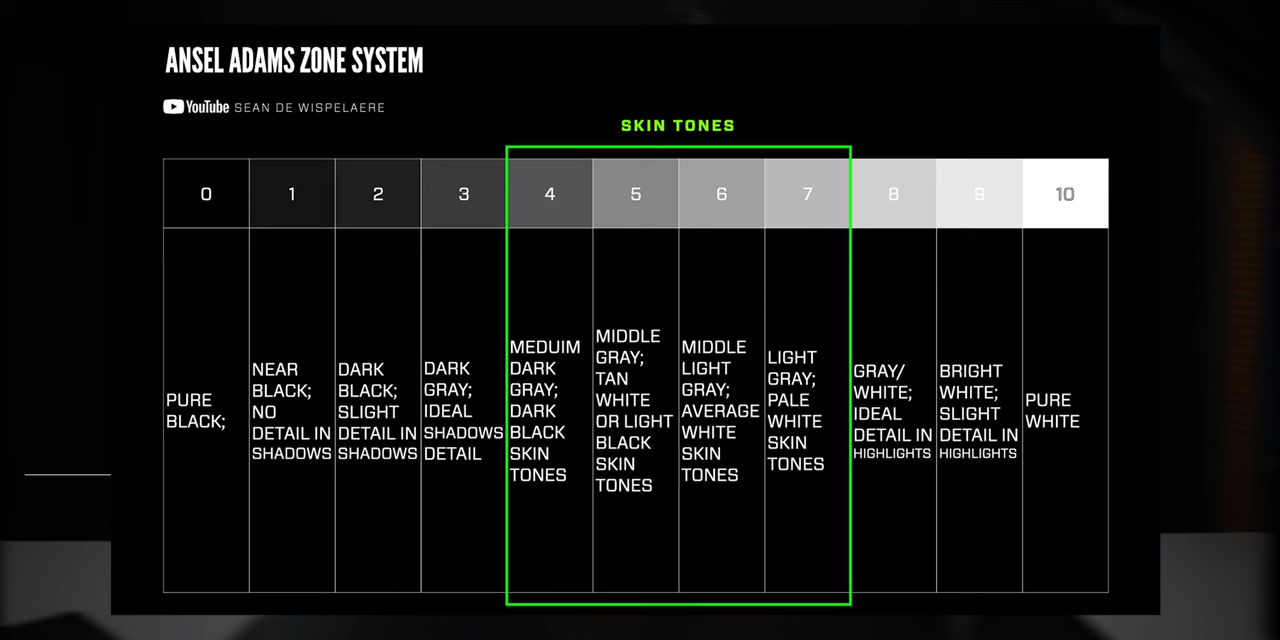 ANSEL ADAMS ZONE SYSTEM
YouTube SEAN DE WISPELAERE
SKIN TONES
0 1 2 3 4 5 6 7 8 9 10
PURE
BLACK;
NEAR
BLACK;
NO
DETAIL IN
SHADOWS
DARK
BLACK;
SLIGHT
DETAIL IN
SHADOWS
DARK
GRAY;
IDEAL
SHADOWS
DETAIL
MEDUIM
DARK
GRAY;
DARK
BLACK
SKIN
TONES
MIDDLE
GRAY;
TAN
WHITE
OR LIGHT
BLACK
SKIN
TONES
MIDDLE
LIGHT
GRAY;
AVERAGE
WHITE
SKIN
TONES
LIGHT
GRAY;
PALE
WHITE
SKIN
TONES
GRAY/
WHITE;
IDEAL
DETAIL IN
HIGHLIGHTS
BRIGHT
WHITE;
SLIGHT
DETAIL IN
HIGHLIGHTS
PURE
WHITE